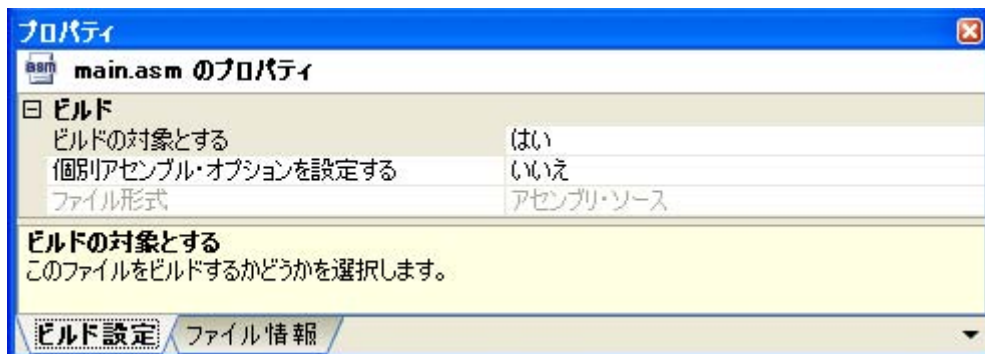 プロパティ
asm main.asm のプロパティ
ビルド
ビルドの対象とする はい
個別アセンブル・オプションを設定する いいえ
ファイル形式 アセンブリ・ソース
ビルドの対象とする
このファイルをビルドするかどうかを選択します。
ビルド設定 ファイル情報